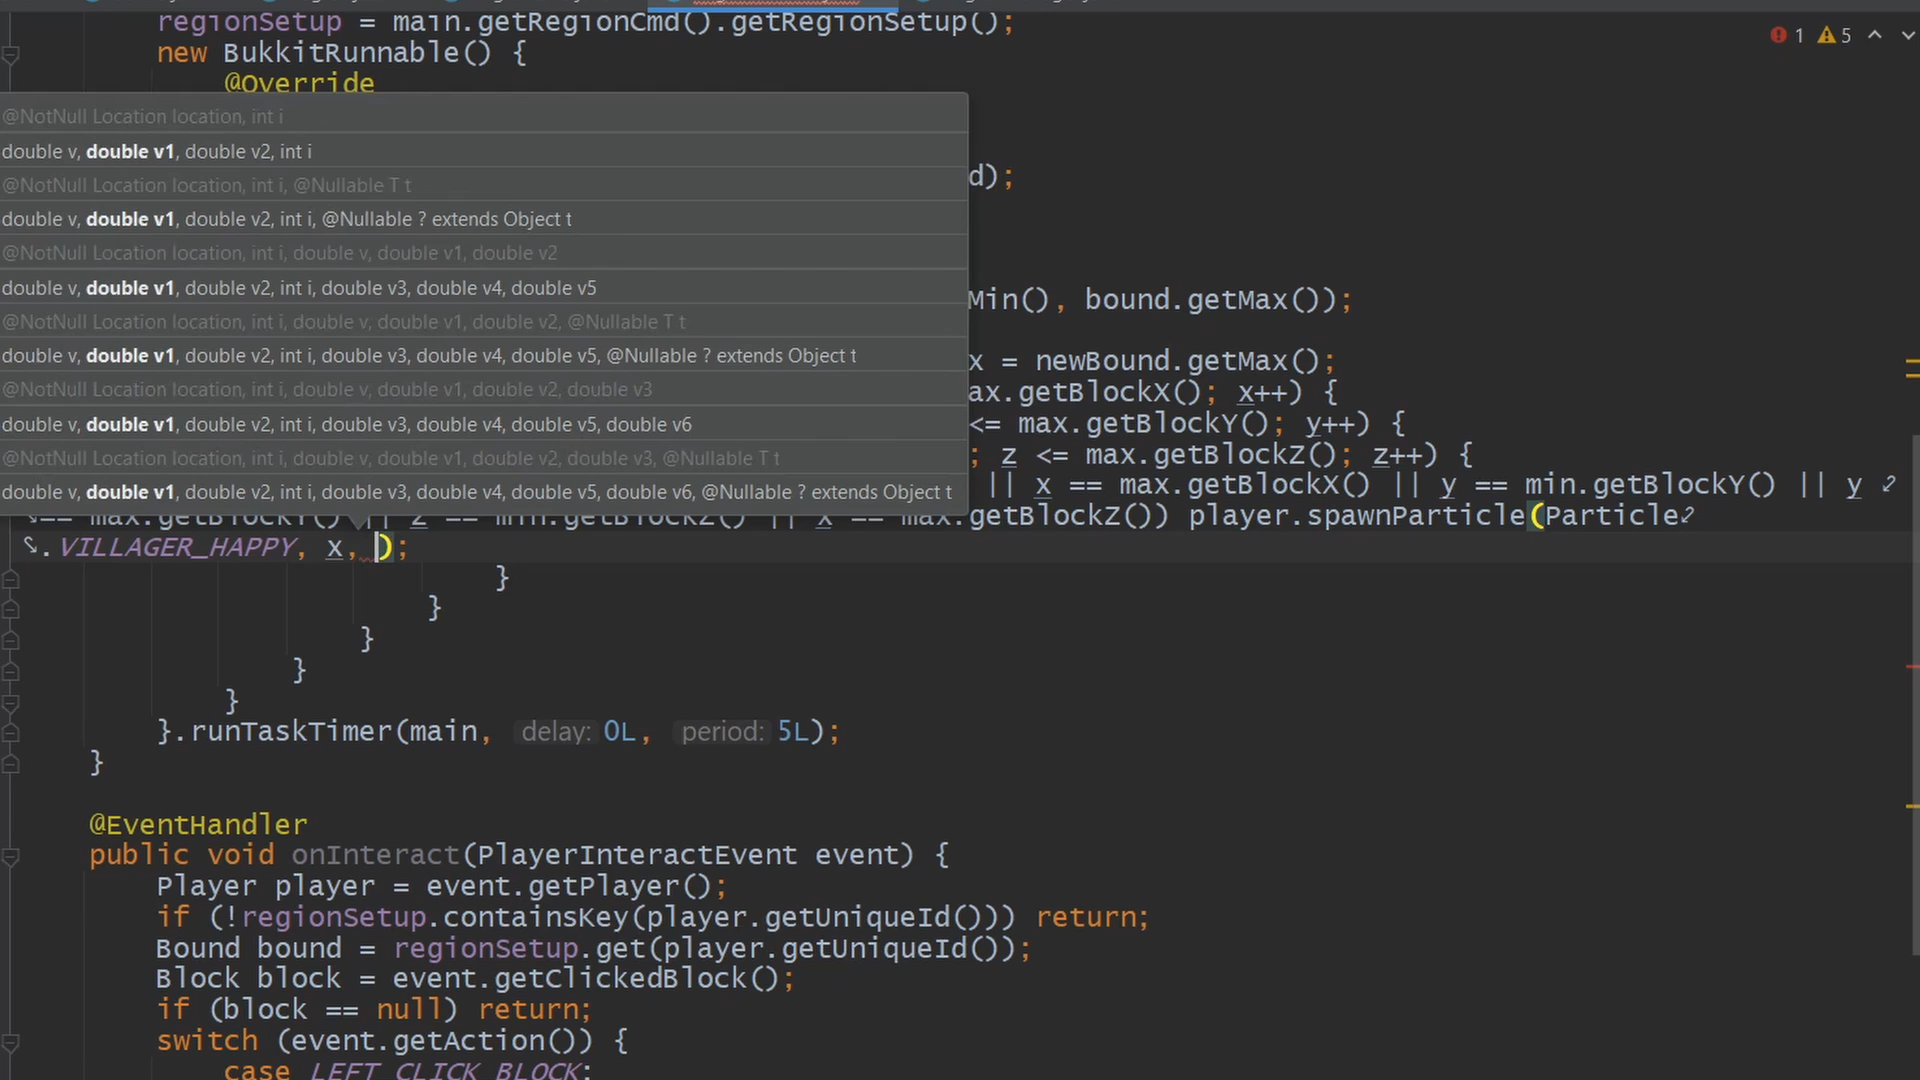 regionSetup = main.getRegionCmd().getRegionSetup();
1 5
new BukkitRunnable() {
@Override
@NotNull Location location, int i
double v, double v1, double v2, int i
@NotNull Location location, int i, @Nullable T t
d);
double v, double v1, double v2, int i, @Nullable ? extends Object t
@NotNull Location location, int i, double v, double v1, double v2
double v, double v1, double v2, int i, double v3, double v4, double v5
Min(), bound.getMax());
@NotNull Location location, int i, double v, double v1, double v2, @Nullable T t
double v, double v1, double v2, int i, double v3, double v4, double v5, @Nullable ? extends Object t
x = newBound.getMax();
@NotNull Location location, int i, double v, double v1, double v2, double v3
ax.getBlockX(); x++) {
double v, double v1, double v2, int i, double v3, double v4, double v5, double v6
<= max.getBlockY(); y++) {
@NotNull Location location, int i, double v, double v1, double v2, double v3, @Nullable T t
; z <= max.getBlockZ(); z++) {
double v, double v1, double v2, int i, double v3, double v4, double v5, double v6, @Nullable ? extends Object t
|| x == max.getBlockX() || y == min.getBlockY() || y
== max.getBlockY() || z == min.getBlockZ() || x == max.getBlockZ()) player.spawnParticle(Particle
.VILLAGER_HAPPY, x, );
}
}
}
}
}
}.runTaskTimer(main, delay: 0L, period: 5L);
}
@EventHandler
public void onInteract(PlayerInteractEvent event) {
Player player = event.getPlayer();
if (!regionSetup.containsKey(player.getUniqueId())) return;
Bound bound = regionSetup.get(player.getUniqueId());
Block block = event.getClickedBlock();
if (block == null) return;
switch (event.getAction()) {
case LEFT_CLICK_BLOCK: